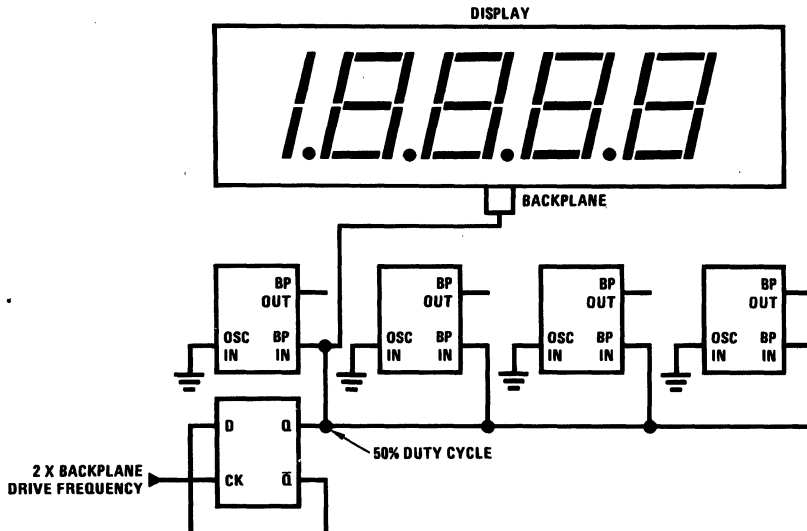 DISPLAY
1.8.8.8.8
BACKPLANE
BP OUT
OSC IN
BP IN
BP OUT
OSC IN
BP IN
BP OUT
OSC IN
BP IN
BP OUT
OSC IN
BP IN
D Q
50% DUTY CYCLE
2 X BACKPLANE
DRIVE FREQUENCY
CK Q̅